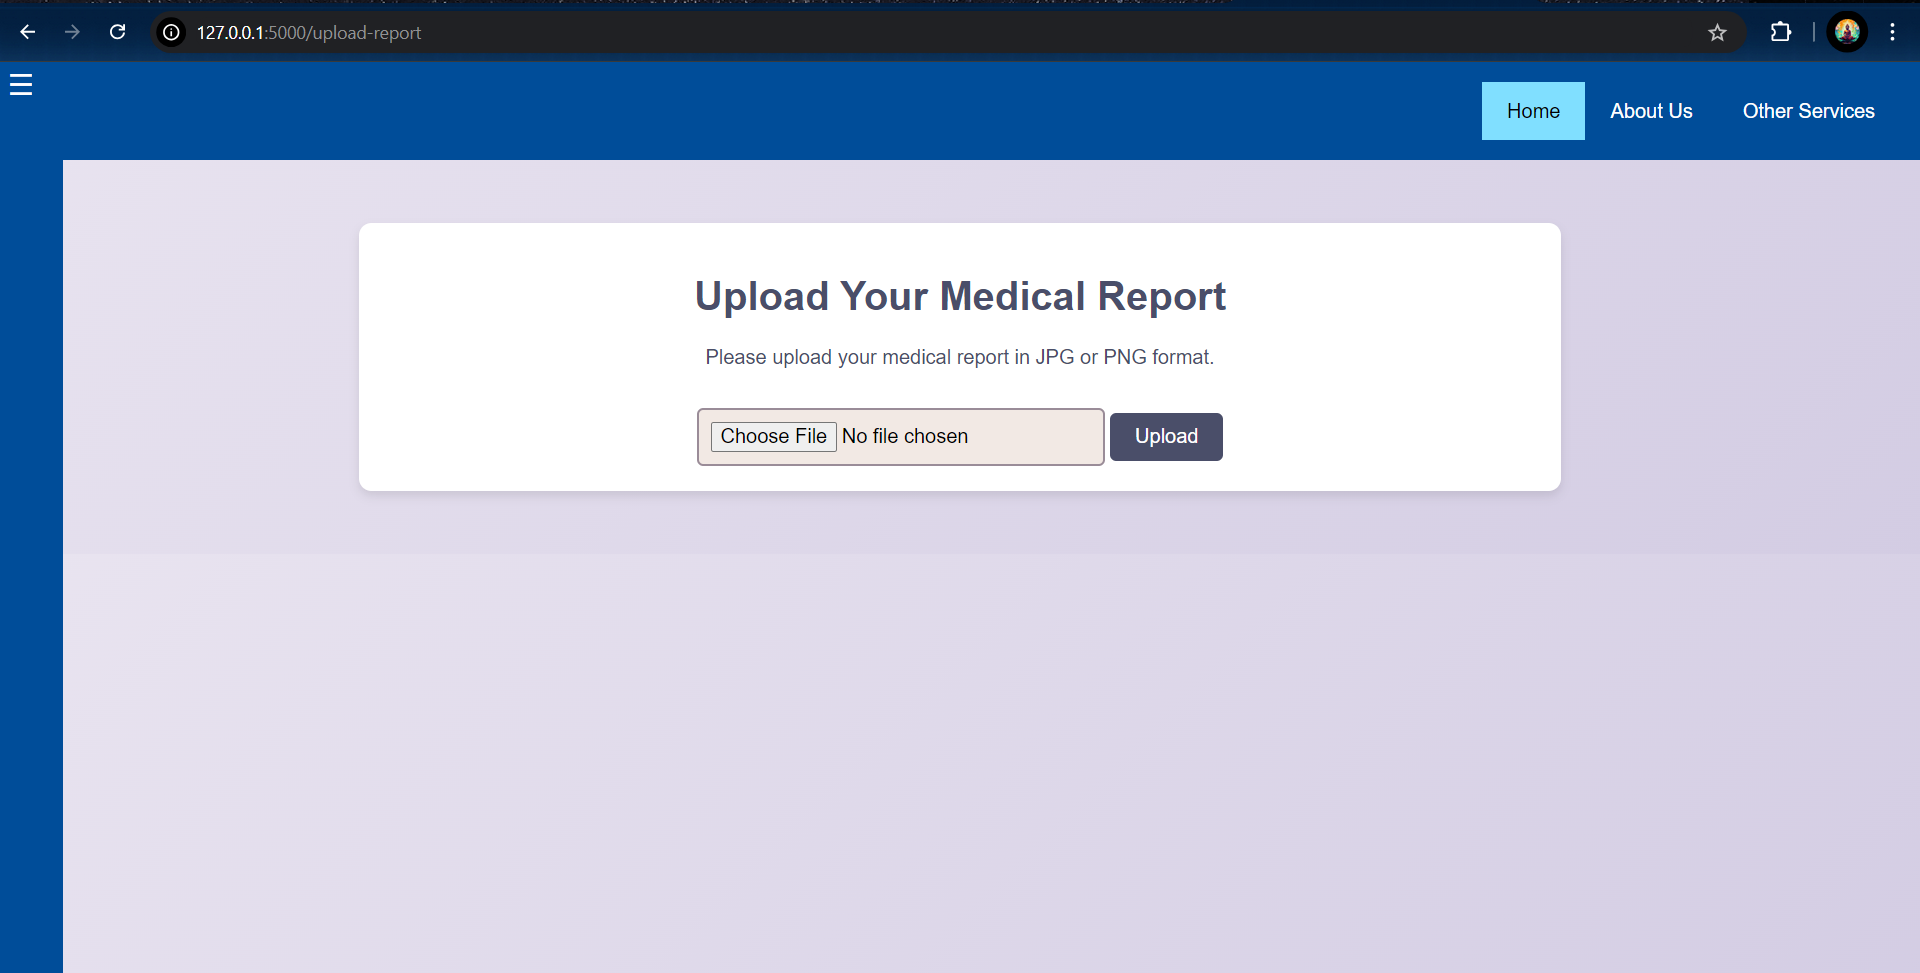 127.0.0.1:5000/upload-report
Home About Us Other Services
Upload Your Medical Report
Please upload your medical report in JPG or PNG format.
Choose File No file chosen Upload